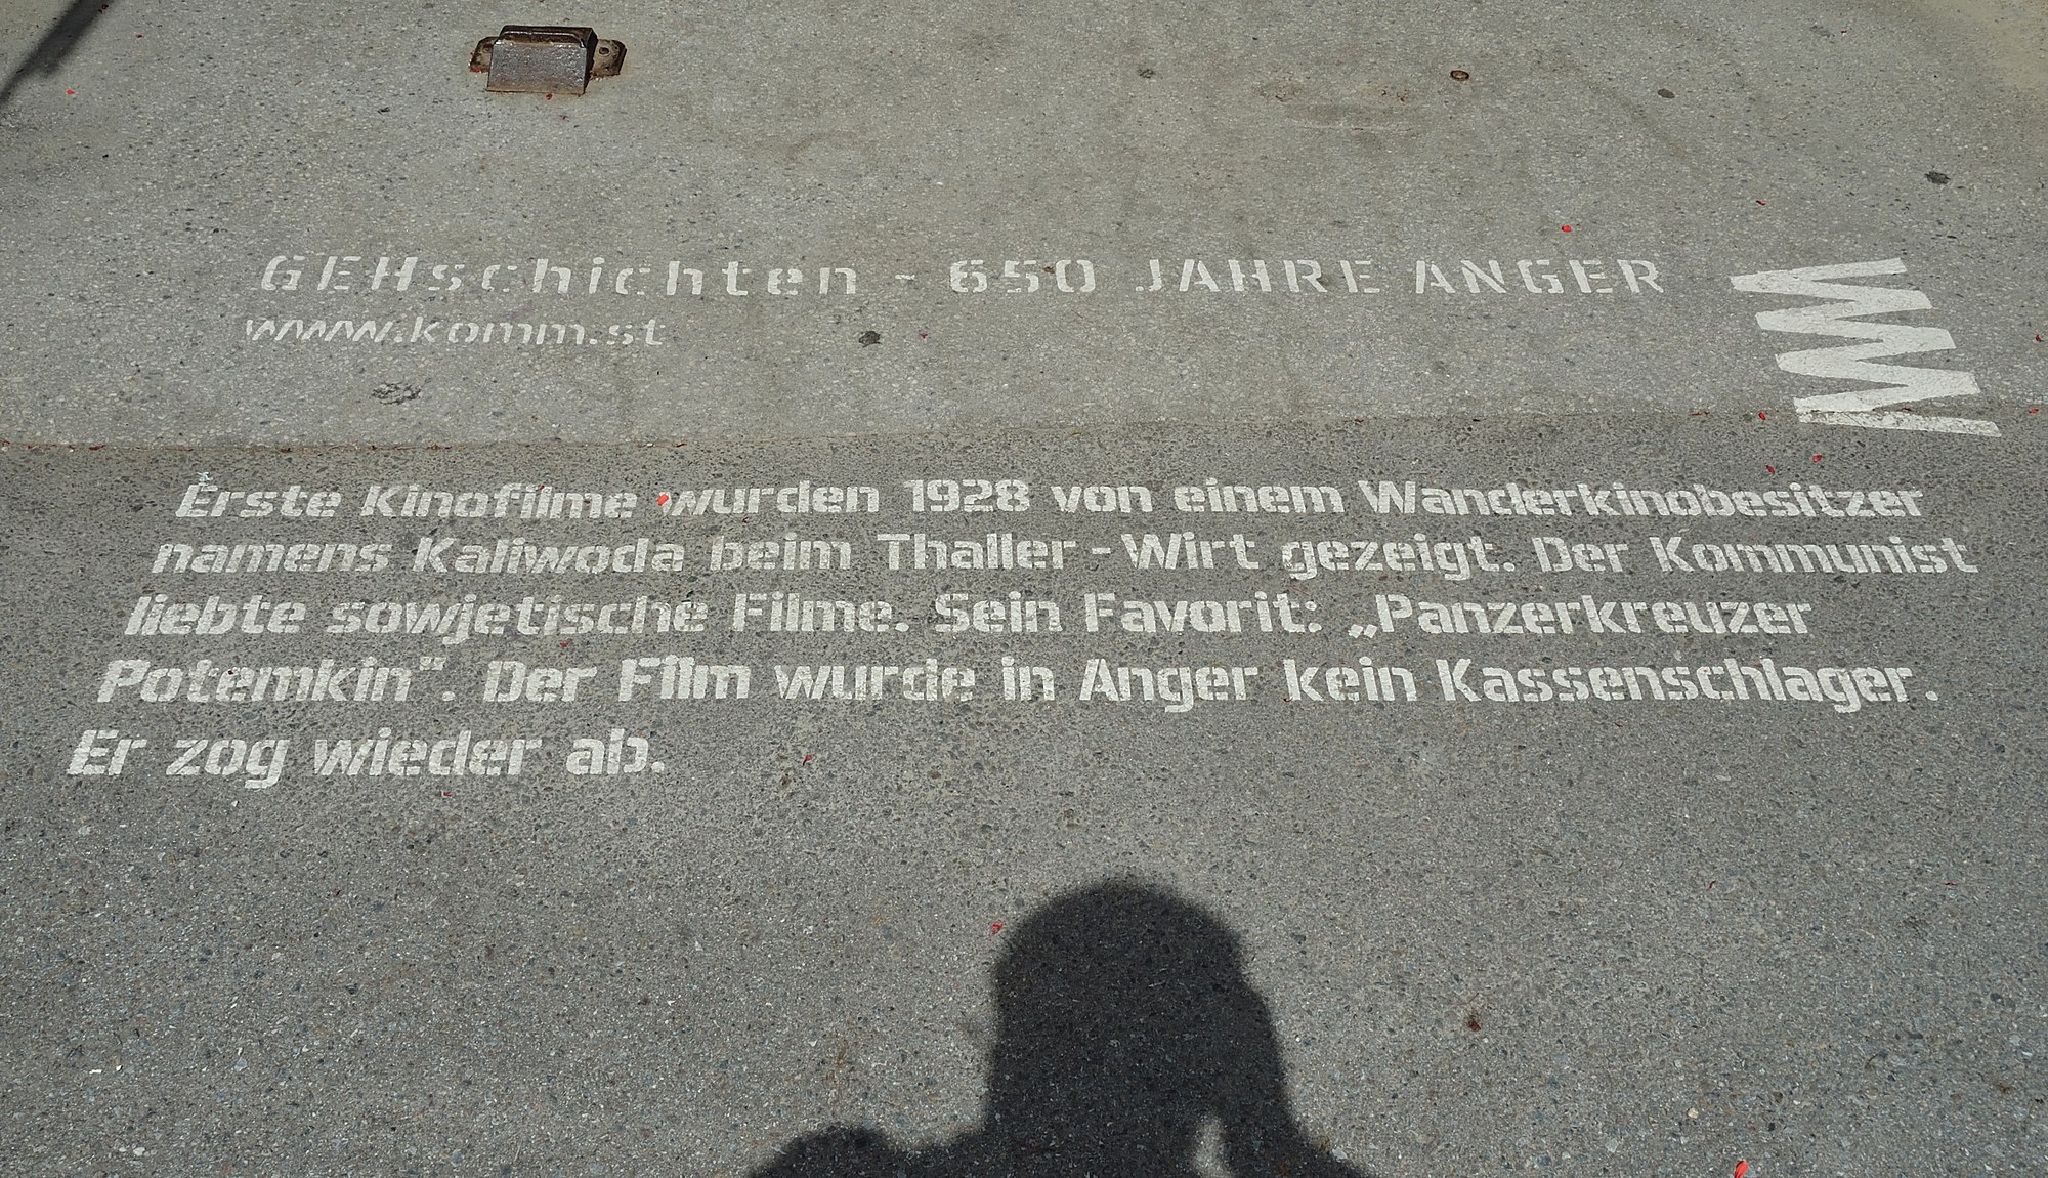 GEHschichten - 650 JAHRE ANGER
www.komm.st
Erste Kinofilme wurden 1928 von einem Wanderkinobesitzer
namens Kaliwoda beim Thaller - Wirt gezeigt. Der Kommunist
liebte sowjetische Filme. Sein Favorit: „Panzerkreuzer
Potemkin". Der Film wurde in Anger kein Kassenschlager.
Er zog wieder ab.